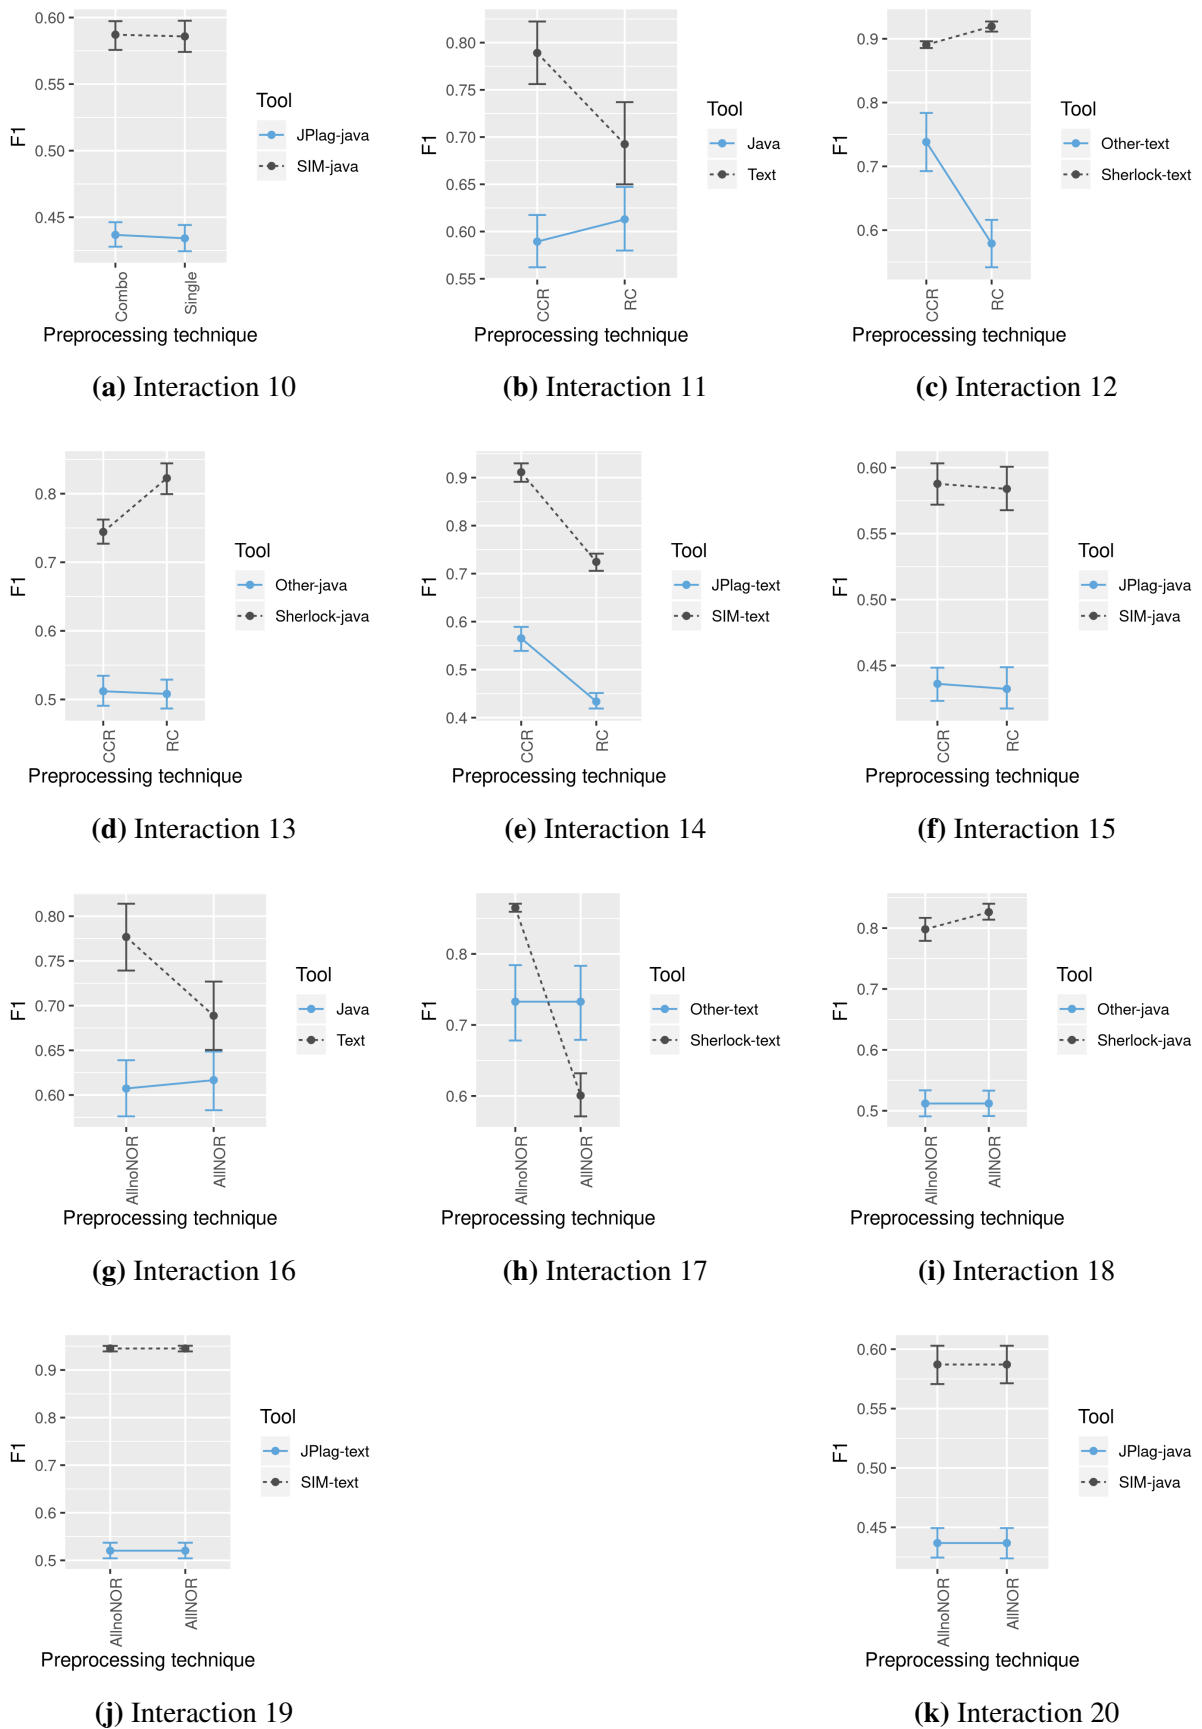 0.60
0.55
0.50
0.45
F1
Combo
Single
Preprocessing technique
Tool
JPlag-java
SIM-java
(a) Interaction 10
0.80
0.75
0.70
0.65
0.60
0.55
F1
CCR
RC
Preprocessing technique
Tool
Java
Text
(b) Interaction 11
0.9
0.8
0.7
0.6
F1
CCR
RC
Preprocessing technique
Tool
Other-text
Sherlock-text
(c) Interaction 12
0.8
0.7
0.6
0.5
F1
CCR
RC
Preprocessing technique
Tool
Other-java
Sherlock-java
(d) Interaction 13
0.9
0.8
0.7
0.6
0.5
0.4
F1
CCR
RC
Preprocessing technique
Tool
JPlag-text
SIM-text
(e) Interaction 14
0.60
0.55
0.50
0.45
F1
CCR
RC
Preprocessing technique
Tool
JPlag-java
SIM-java
(f) Interaction 15
0.80
0.75
0.70
0.65
0.60
F1
AllnoNOR
AllNOR
Preprocessing technique
Tool
Java
Text
(g) Interaction 16
0.8
0.7
0.6
F1
AllnoNOR
AllNOR
Preprocessing technique
Tool
Other-text
Sherlock-text
(h) Interaction 17
0.8
0.7
0.6
0.5
F1
AllnoNOR
AllNOR
Preprocessing technique
Tool
Other-java
Sherlock-java
(i) Interaction 18
0.9
0.8
0.7
0.6
0.5
F1
AllnoNOR
AllNOR
Preprocessing technique
Tool
JPlag-text
SIM-text
(j) Interaction 19
0.60
0.55
0.50
0.45
F1
AllnoNOR
AllNOR
Preprocessing technique
Tool
JPlag-java
SIM-java
(k) Interaction 20